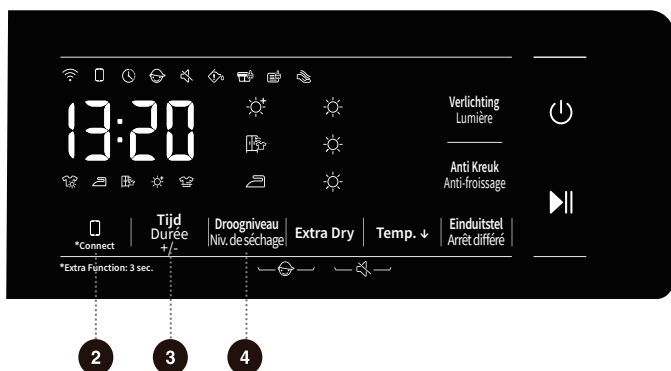 13:20
Verlichting
Lumière
Anti Kreuk
Anti-froissage
*Connect
Tijd
Durée
+/-
Droogniveau
Niv. de séchage
Extra Dry
Temp. ↓
Einduitstel
Arrêt différé
*Extra Function: 3 sec.
2
3
4